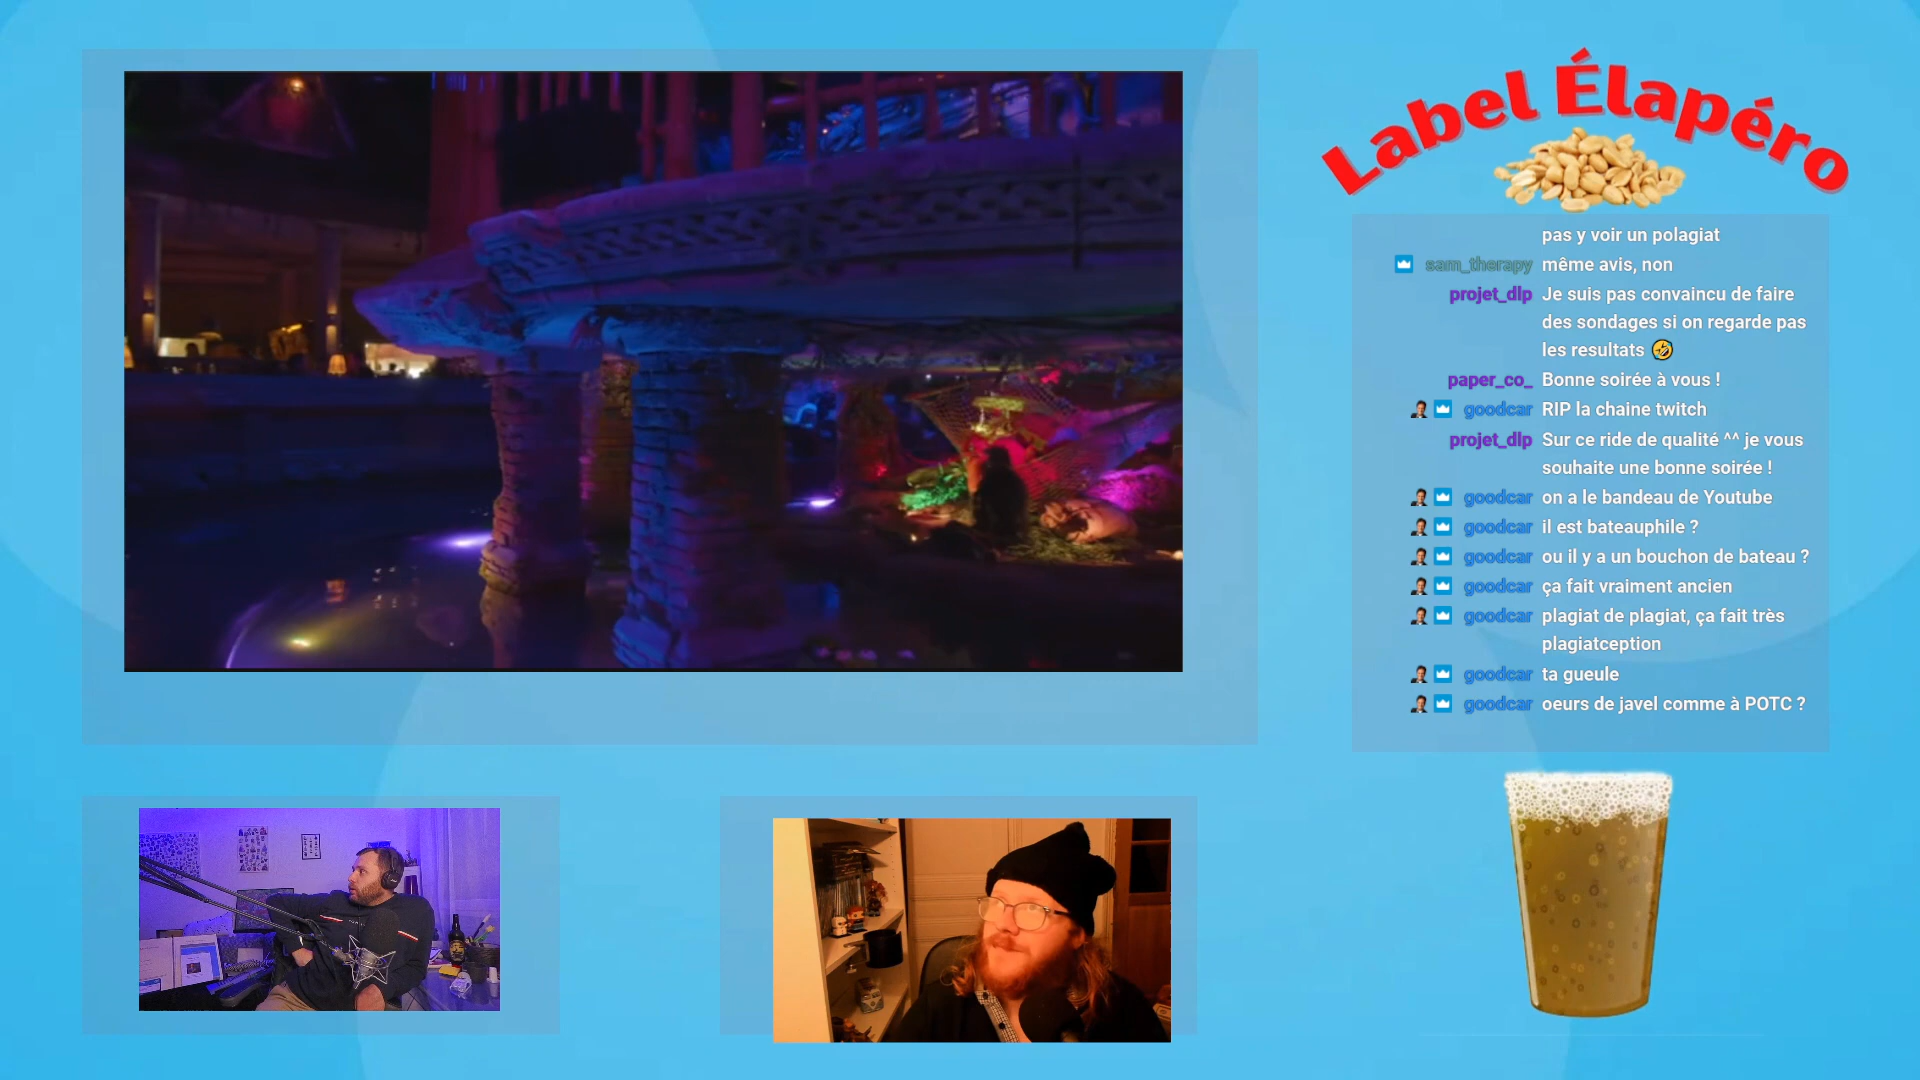 Label Élapéro
pas y voir un polagiat
sam_therapy même avis, non
projet_dlp Je suis pas convaincu de faire
des sondages si on regarde pas
les resultats 🤣
paper_co_ Bonne soirée à vous !
goodcar RIP la chaine twitch
projet_dlp Sur ce ride de qualité ^^ je vous
souhaite une bonne soirée !
goodcar on a le bandeau de Youtube
goodcar il est bateauphile ?
goodcar ou il y a un bouchon de bateau ?
goodcar ça fait vraiment ancien
goodcar plagiat de plagiat, ça fait très
plagiatception
goodcar ta gueule
goodcar oeurs de javel comme à POTC ?